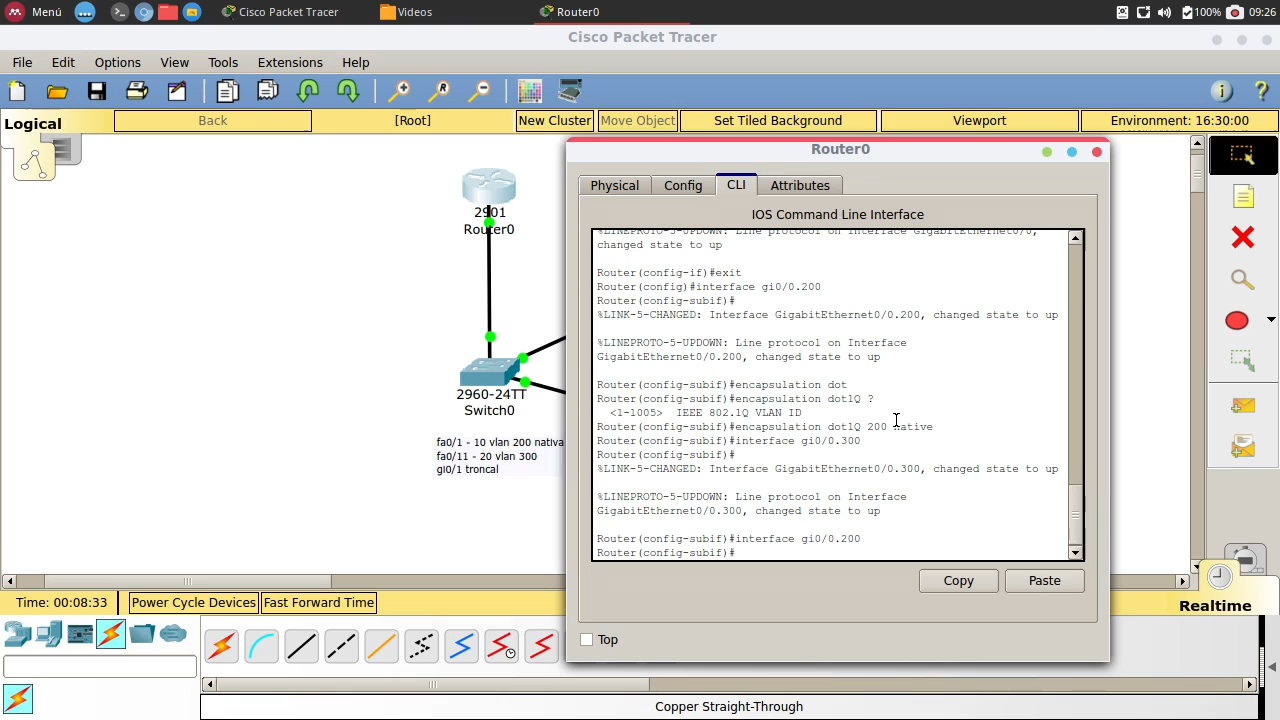 Menú
Cisco Packet Tracer
Videos
Router0
100%
09:26
Cisco Packet Tracer
File Edit Options View Tools Extensions Help
Logical
Back
[Root]
New Cluster
Move Object
Set Tiled Background
Viewport
Environment: 16:30:00
2901
Router0
2960-24TT
Switch0
fa0/1 - 10 vlan 200 nativa
fa0/11 - 20 vlan 300
gi0/1 troncal
Router0
Physical Config CLI Attributes
IOS Command Line Interface
%LINEPROTO-5-UPDOWN: Line protocol on Interface GigabitEthernet0/0,
changed state to up
Router(config-if)#exit
Router(config)#interface gi0/0.200
Router(config-subif)#
%LINK-5-CHANGED: Interface GigabitEthernet0/0.200, changed state to up
%LINEPROTO-5-UPDOWN: Line protocol on Interface
GigabitEthernet0/0.200, changed state to up
Router(config-subif)#encapsulation dot
Router(config-subif)#encapsulation dot1Q ?
<1-1005> IEEE 802.1Q VLAN ID
Router(config-subif)#encapsulation dot1Q 200 native
Router(config-subif)#interface gi0/0.300
Router(config-subif)#
%LINK-5-CHANGED: Interface GigabitEthernet0/0.300, changed state to up
%LINEPROTO-5-UPDOWN: Line protocol on Interface
GigabitEthernet0/0.300, changed state to up
Router(config-subif)#interface gi0/0.200
Router(config-subif)#
Copy
Paste
Top
Time: 00:08:33
Power Cycle Devices
Fast Forward Time
Realtime
Copper Straight-Through